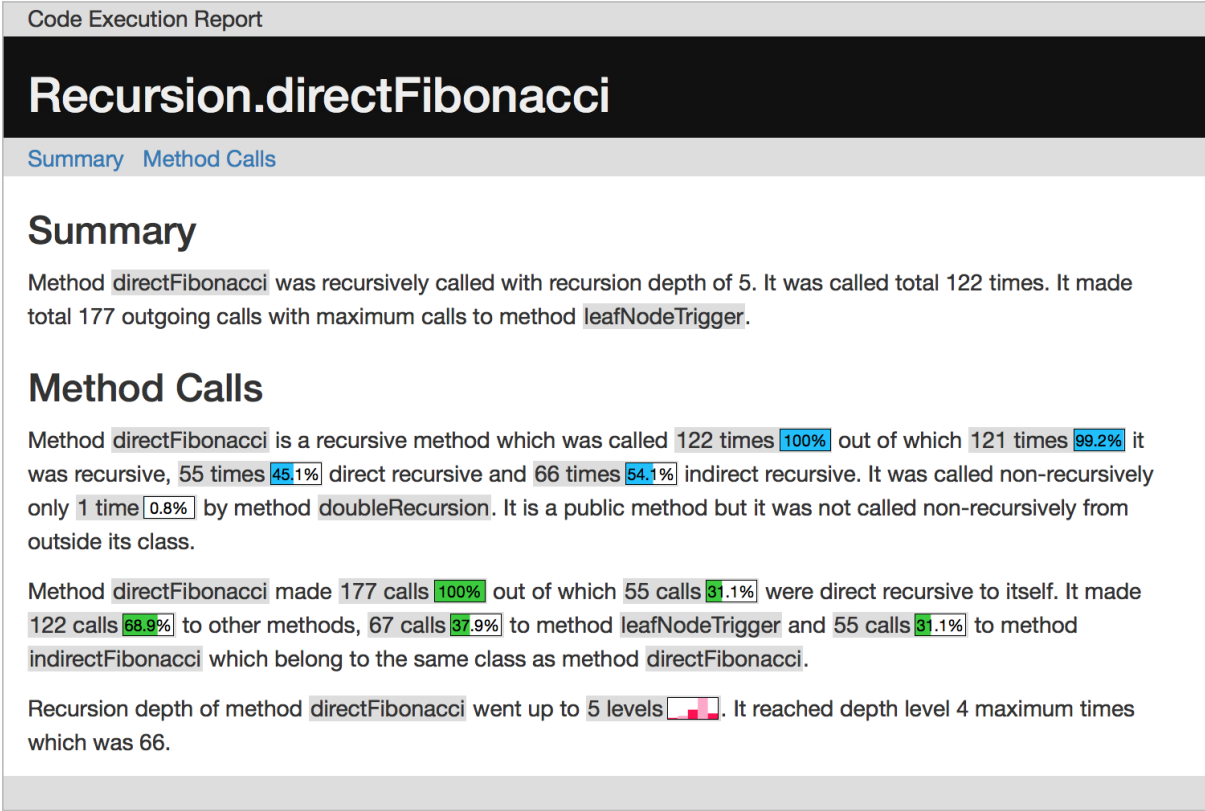 Code Execution Report
Recursion.directFibonacci
Summary Method Calls
Summary
Method directFibonacci was recursively called with recursion depth of 5. It was called total 122 times. It made
total 177 outgoing calls with maximum calls to method leafNodeTrigger.
Method Calls
Method directFibonacci is a recursive method which was called 122 times 100% out of which 121 times 99.2% it
was recursive, 55 times 45.1% direct recursive and 66 times 54.1% indirect recursive. It was called non-recursively
only 1 time 0.8% by method doubleRecursion. It is a public method but it was not called non-recursively from
outside its class.
Method directFibonacci made 177 calls 100% out of which 55 calls 31.1% were direct recursive to itself. It made
122 calls 68.9% to other methods, 67 calls 37.9% to method leafNodeTrigger and 55 calls 31.1% to method
indirectFibonacci which belong to the same class as method directFibonacci.
Recursion depth of method directFibonacci went up to 5 levels. It reached depth level 4 maximum times
which was 66.